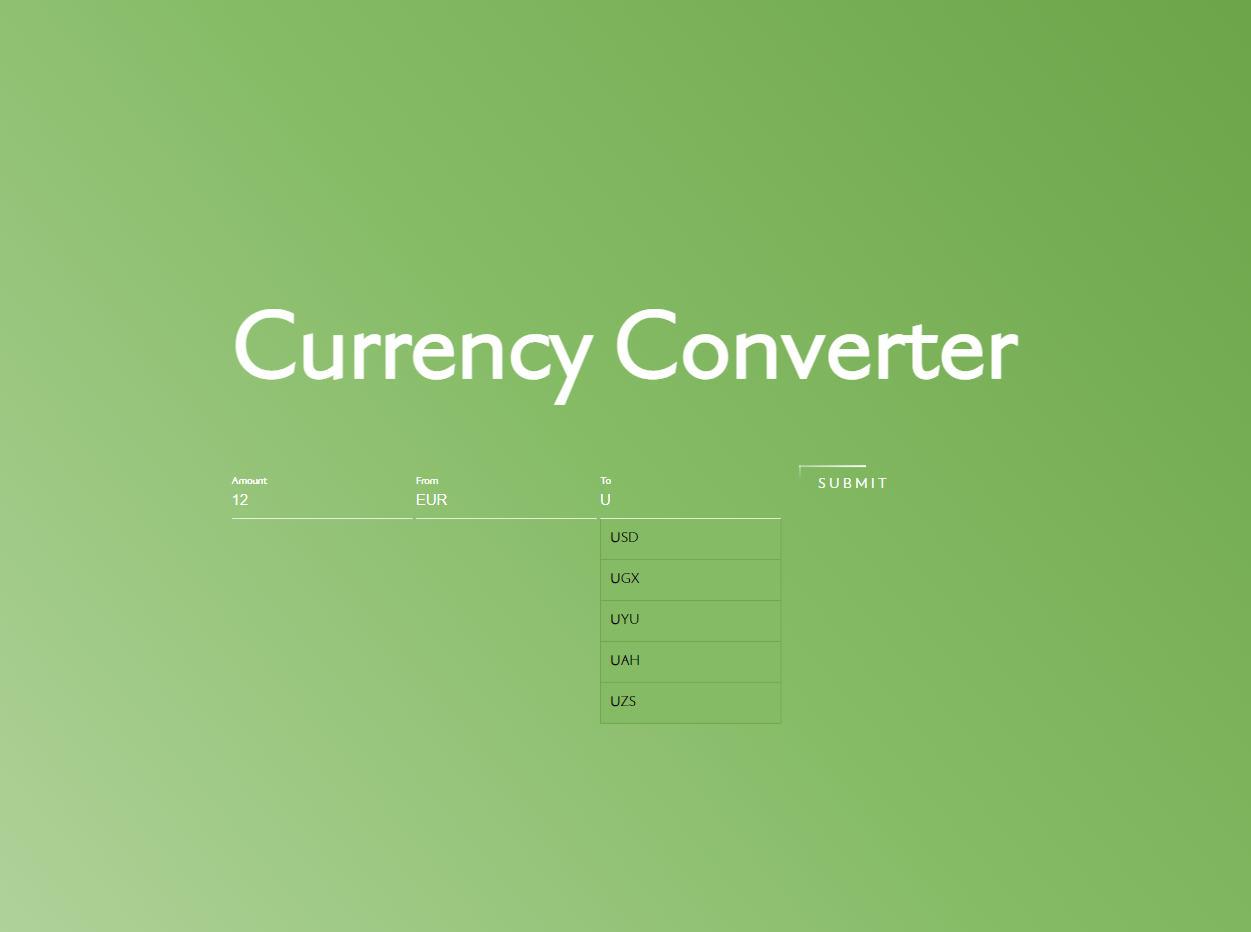 Currency Converter
Amount From To
12 EUR U SUBMIT
USD
UGX
UYU
UAH
UZS